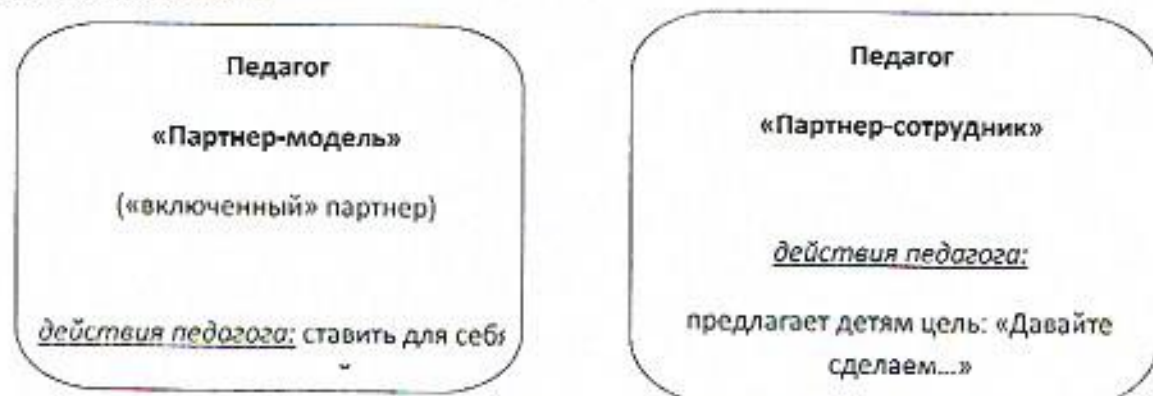 Педагог
«Партнер-модель»
(«включенный» партнер)
действия педагога: ставить для себя
Педагог
«Партнер-сотрудник»
действия педагога:
предлагает детям цель: «Давайте
сделаем...»